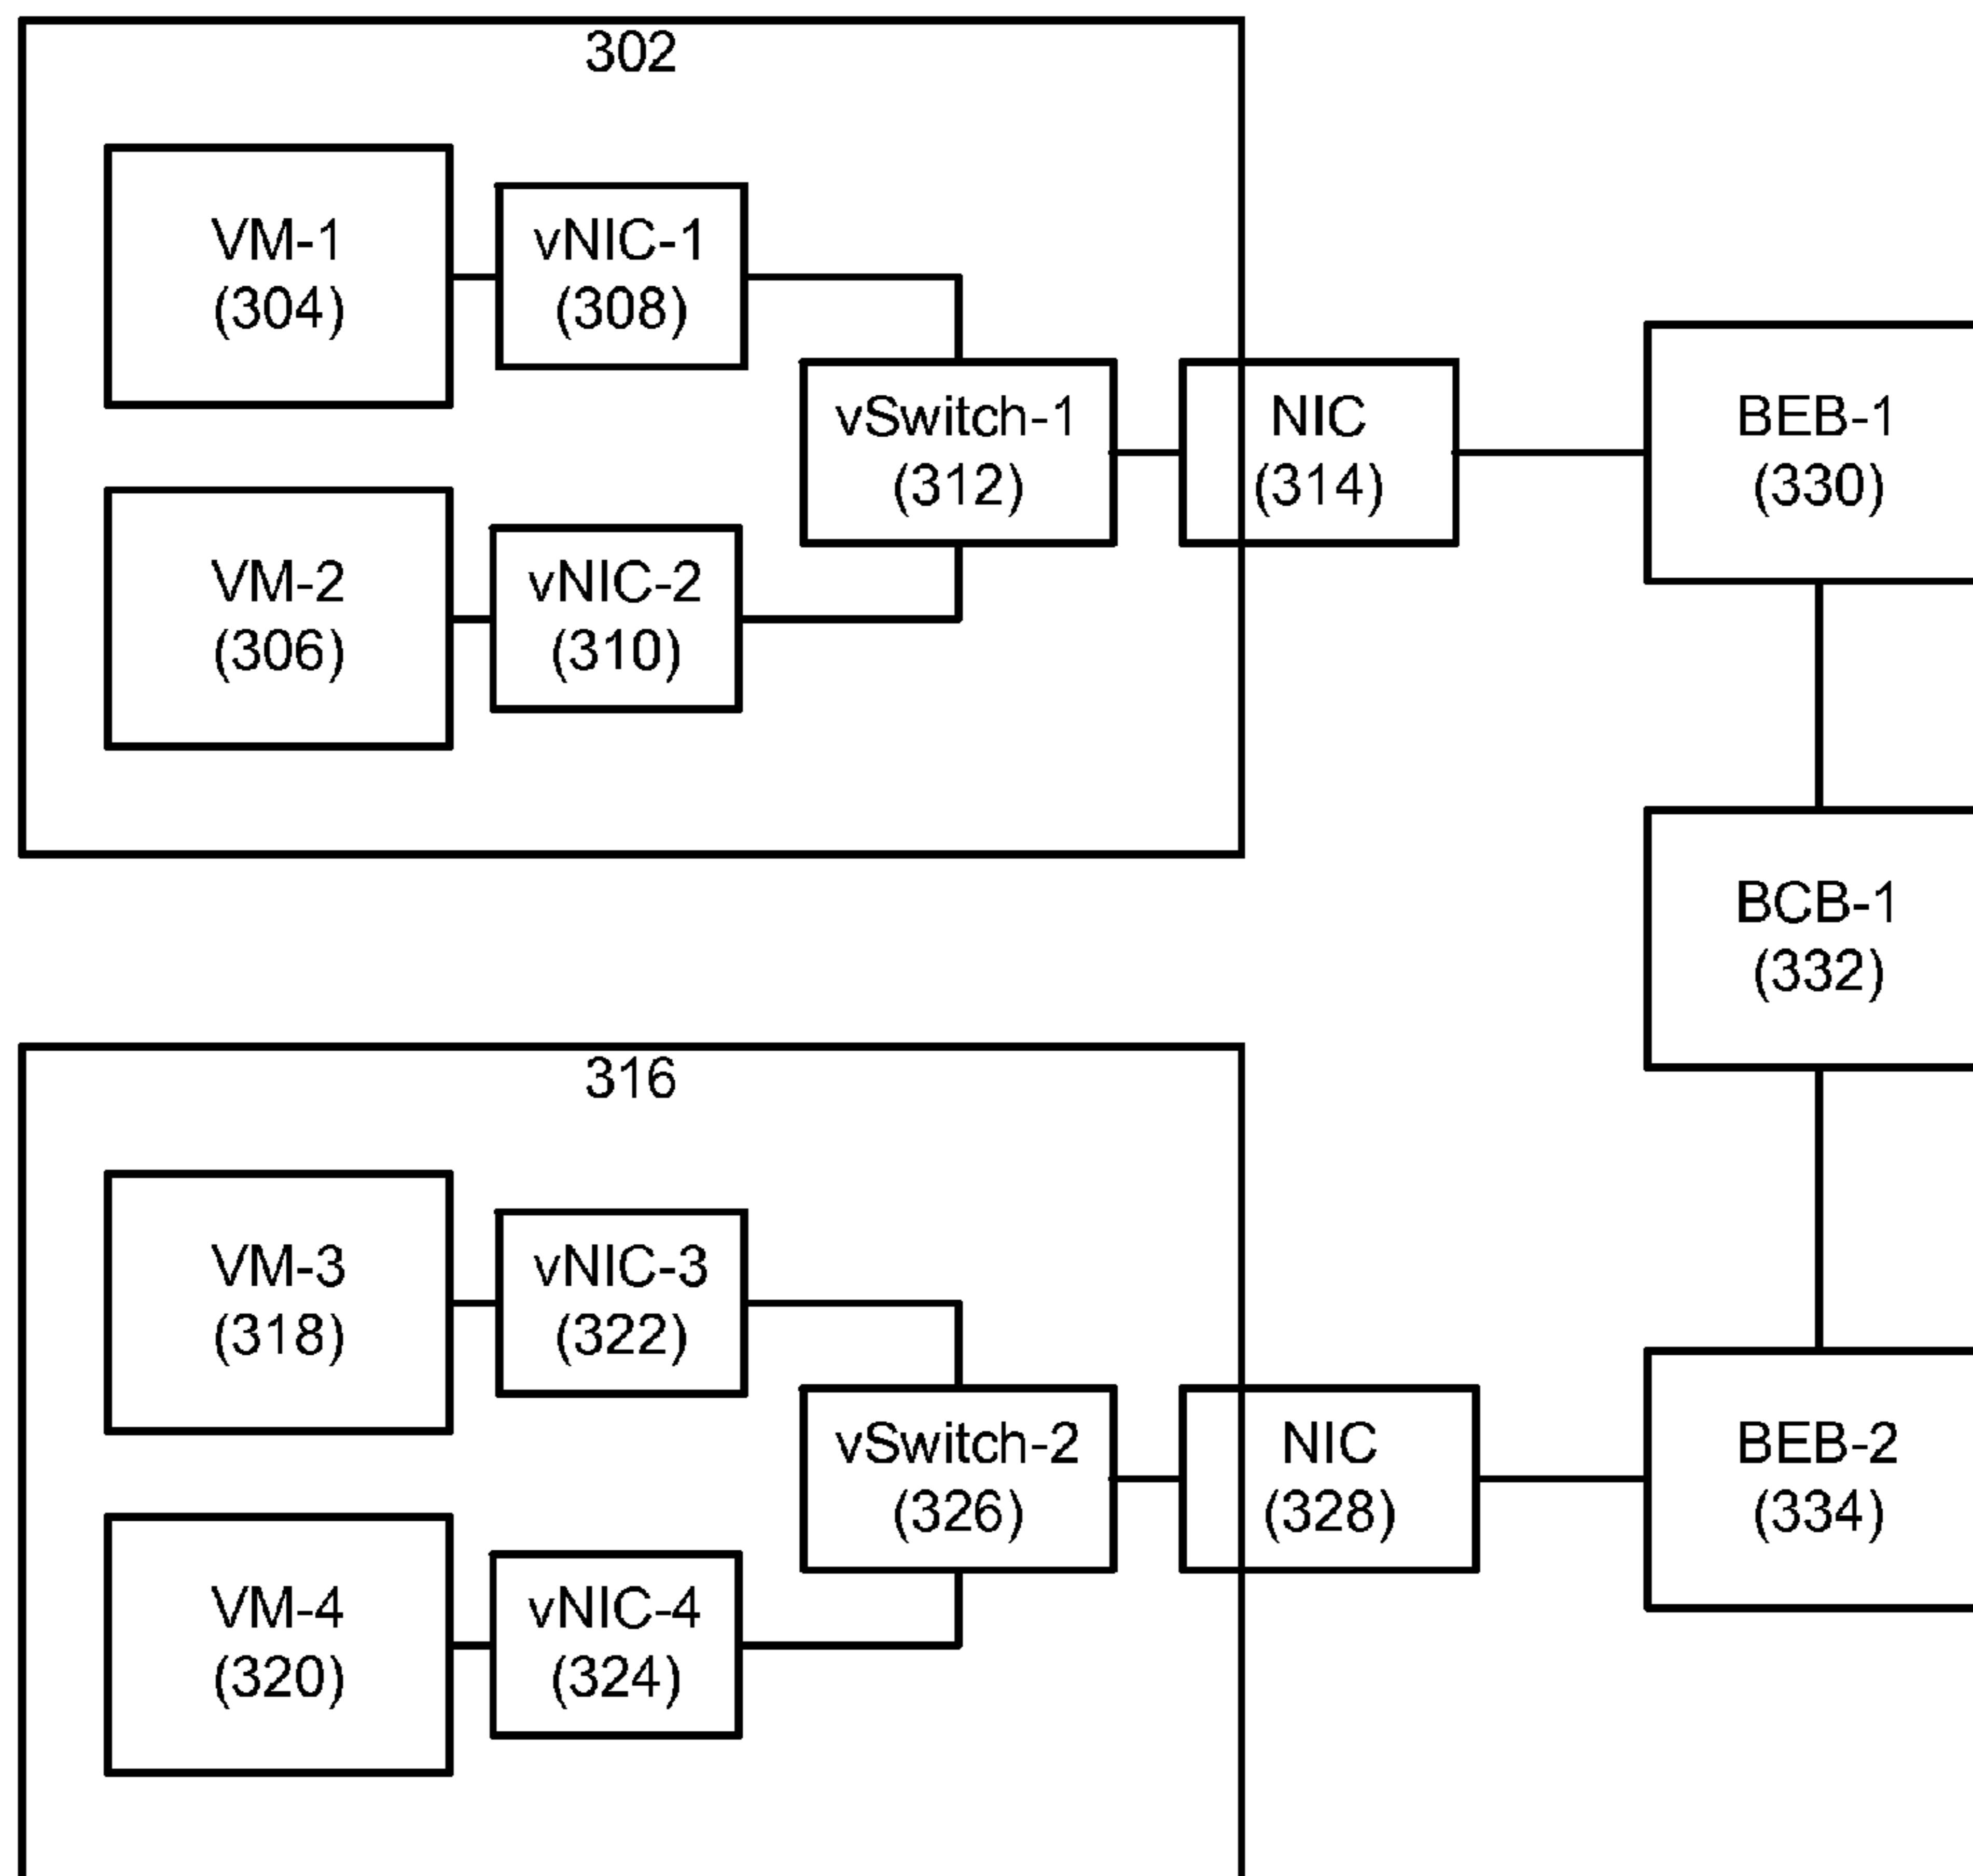 302
VM-1
(304)
vNIC-1
(308)
vSwitch-1
(312)
NIC
(314)
BEB-1
(330)
VM-2
(306)
vNIC-2
(310)
BCB-1
(332)
316
VM-3
(318)
vNIC-3
(322)
vSwitch-2
(326)
NIC
(328)
BEB-2
(334)
VM-4
(320)
vNIC-4
(324)